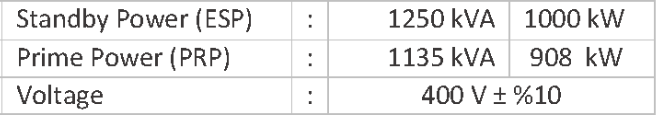 Standby Power (ESP) : 1250 kVA 1000 kW
Prime Power (PRP) : 1135 kVA 908 kW
Voltage : 400 V ± %10